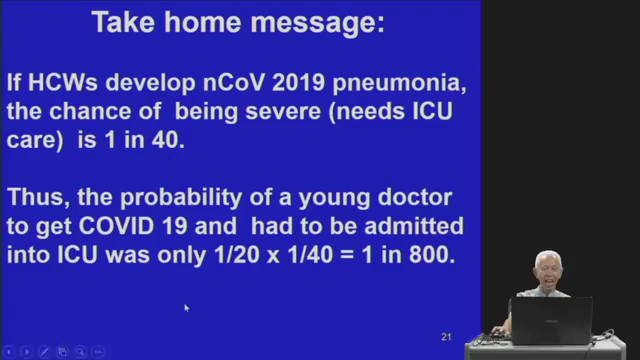 Take home message:
If HCWs develop nCoV 2019 pneumonia,
the chance of being severe (needs ICU
care) is 1 in 40.
Thus, the probability of a young doctor
to get COVID 19 and had to be admitted
into ICU was only 1/20 x 1/40 = 1 in 800.
21